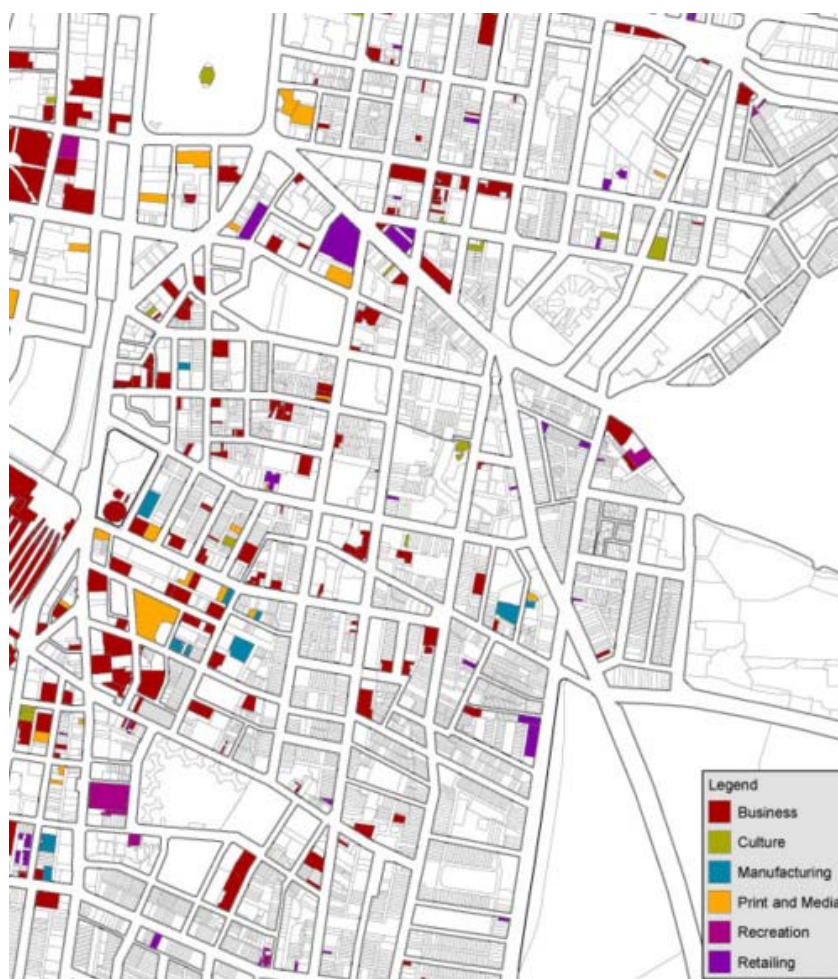 Legend
Business
Culture
Manufacturing
Print and Media
Recreation
Retailing